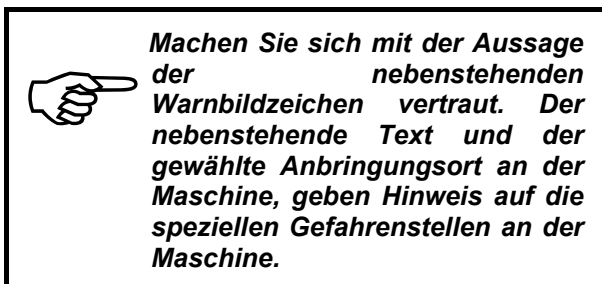 Machen Sie sich mit der Aussage
der nebenstehenden
Warnbildzeichen vertraut. Der
nebenstehende Text und der
gewählte Anbringungsort an der
Maschine, geben Hinweis auf die
speziellen Gefahrenstellen an der
Maschine.